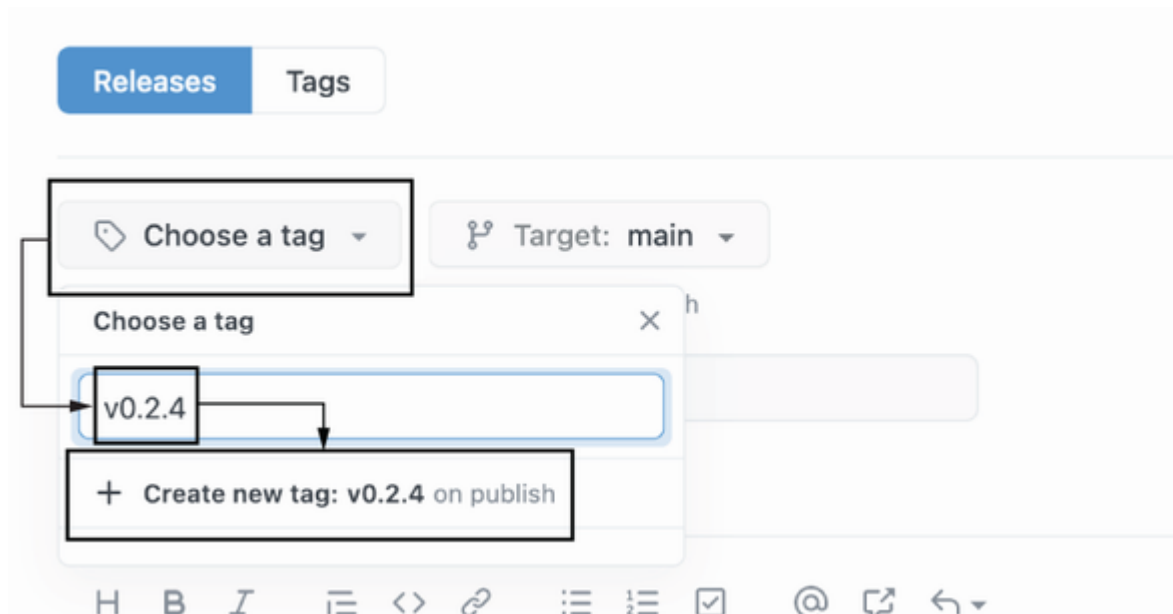 Releases Tags
Choose a tag Target: main
h
Choose a tag
v0.2.4
+ Create new tag: v0.2.4 on publish
H B I